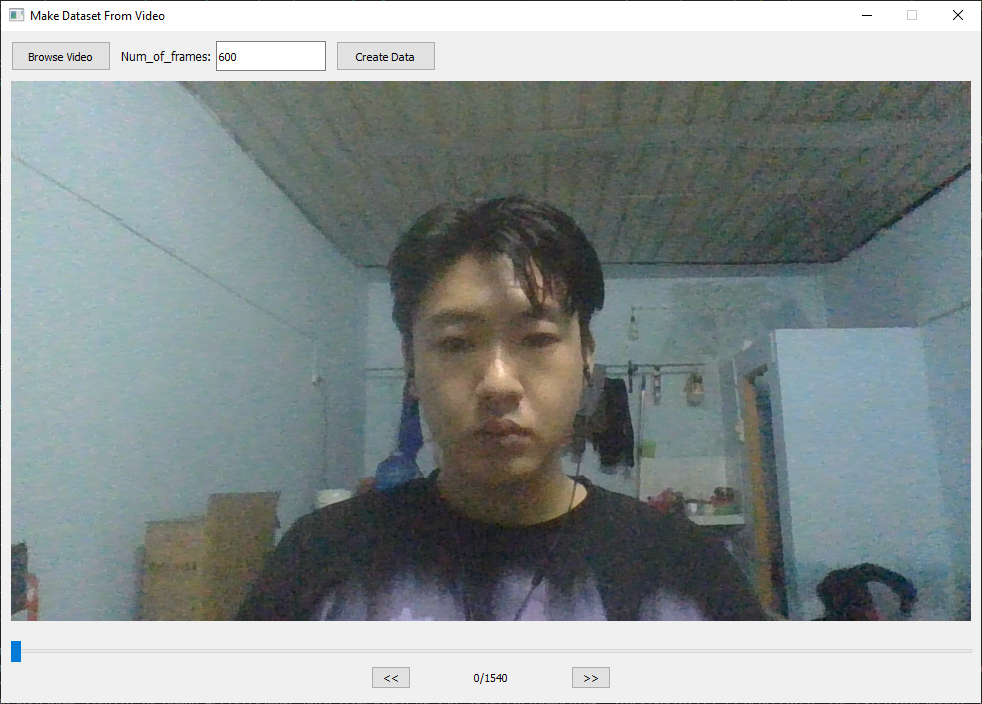 Make Dataset From Video
Browse Video Num_of_frames: 600 Create Data
<< 0/1540 >>